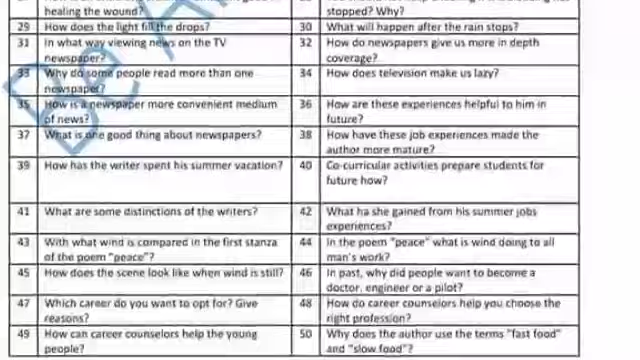 healing the wound?
stopped? Why?
29 How does the light fill the drops?
30 What will happen after the rain stops?
31 In what way viewing news on the TV
newspaper?
32 How do newspapers give us more in depth
coverage?
33 Why do some people read more than one
newspaper?
34 How does television make us lazy?
35 How is a newspaper more convenient medium
of news?
36 How are these experiences helpful to him in
future?
37 What is one good thing about newspapers?
38 How have these job experiences made the
author more mature?
39 How has the writer spent his summer vacation?
40 Co-curricular activities prepare students for
future how?
41 What are some distinctions of the writers?
42 What ha she gained from his summer jobs
experiences?
43 With what wind is compared in the first stanza
of the poem "peace"?
44 In the poem "peace" what is wind doing to all
man's work?
45 How does the scene look like when wind is still?
46 In past, why did people want to become a
doctor, engineer or a pilot?
47 Which career do you want to opt for? Give
reasons?
48 How do career counselors help you choose the
right profession?
49 How can career counselors help the young
people?
50 Why does the author use the terms "fast food"
and "slow food"?
Be